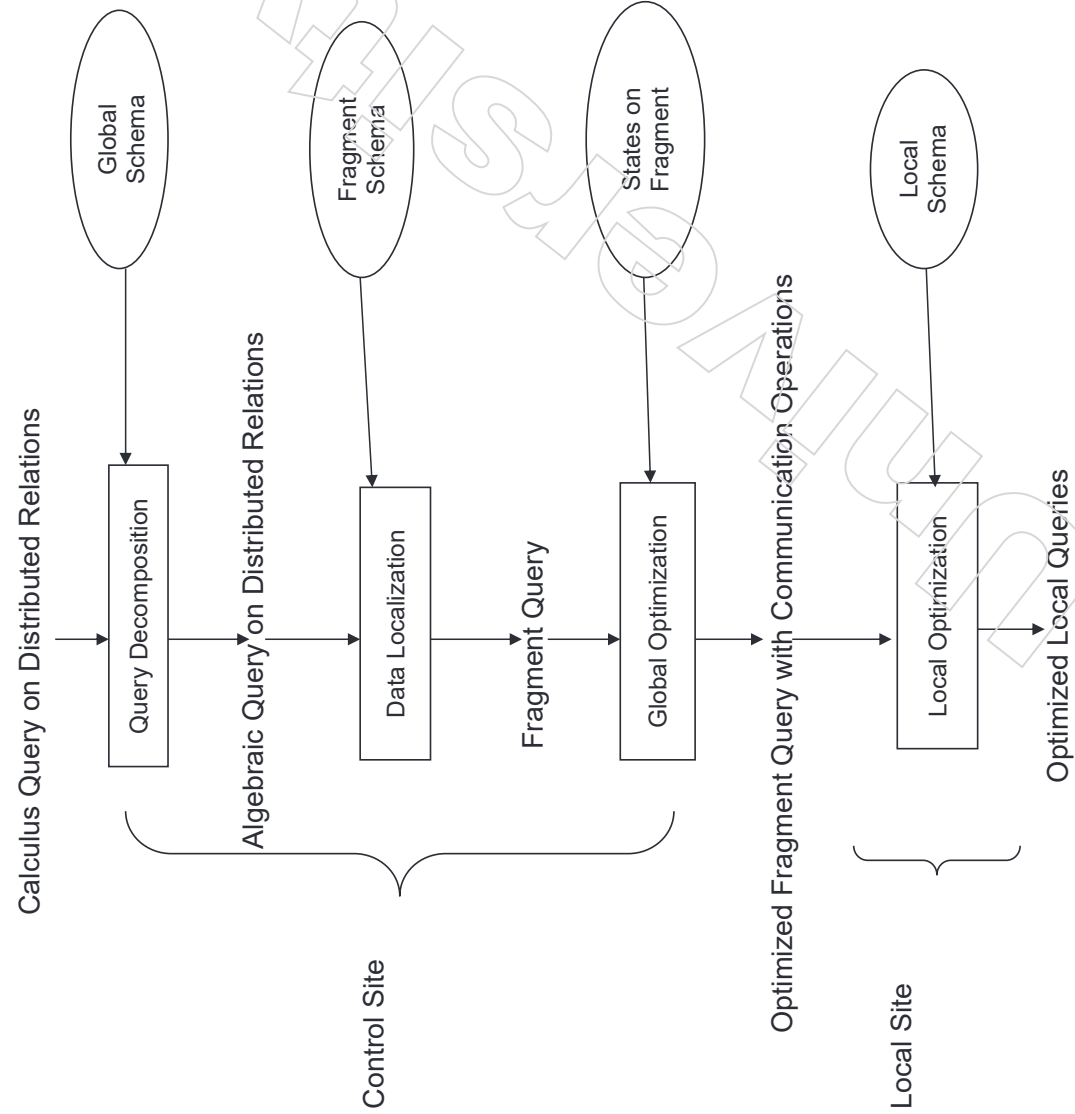 Calculus Query on Distributed Relations
Query Decomposition
Global
Schema
Algebraic Query on Distributed Relations
Data Localization
Fragment
Schema
Control Site
Fragment Query
Global Optimization
States on
Fragment
Optimized Fragment Query with Communication Operations
Local Site
Local Optimization
Local
Schema
Optimized Local Queries